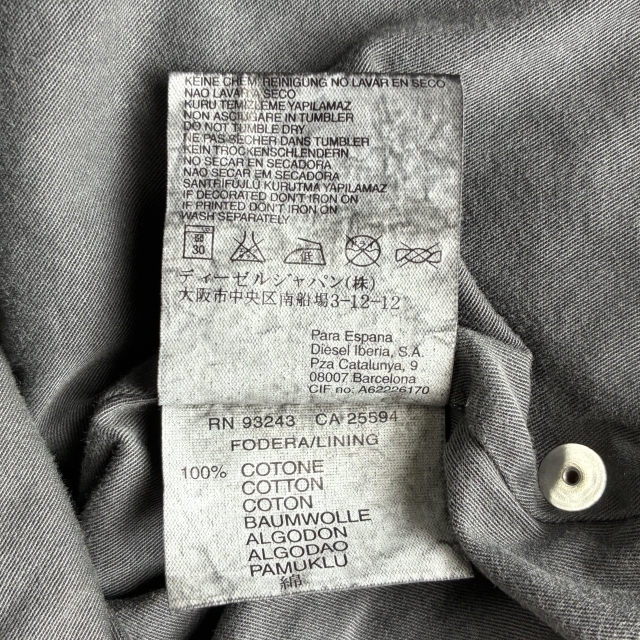 KEINE CHEM REINIGUNG NO LAVAR EN SECO
NAO LAVAR A SECO
KURU TEMIZLEME YAPILAMAZ
NON ASCIUGARE IN TUMBLER
DO NOT TUMBLE DRY
NE PAS SECHER DANS TUMBLER
KEIN TROCKENSCHLENDERN
NO SECAR EN SECADORA
NAO SECAR EM SECADORA
SANTRIFUJLU KURUTMA YAPILAMAZ
IF DECORATED DON'T IRON ON
IF PRINTED DON'T IRON ON
WASH SEPARATELY
30
低
ディーゼルジャパン(株)
大阪市中央区南船場3-12-12
Para Espana
Diesel Iberia, S.A.
Pza Catalunya, 9
08007 Barcelona
CIF no: A62226170
RN 93243 CA 25594
FODERA/LINING
100% COTONE
COTTON
COTON
BAUMWOLLE
ALGODON
ALGODAO
PAMUKLU
綿